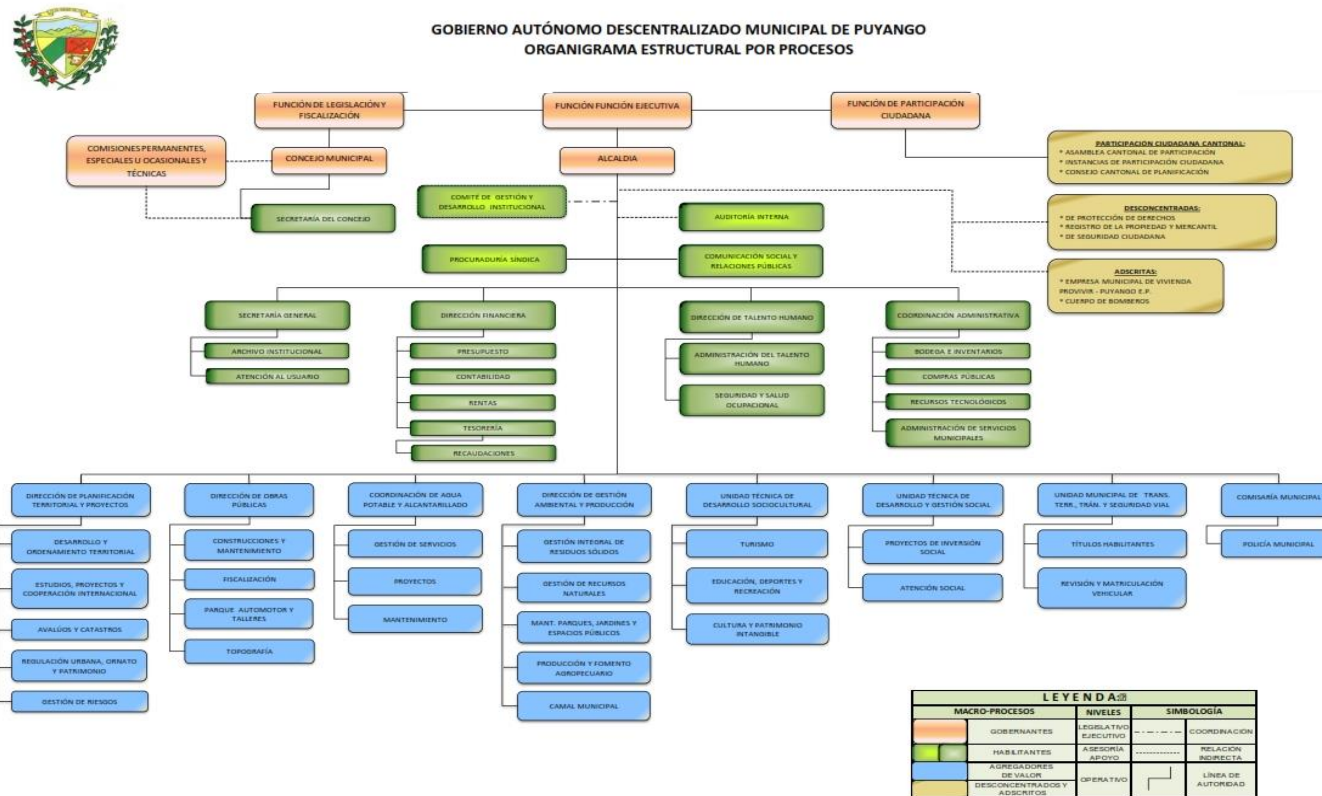 GOBIERNO AUTÓNOMO DESCENTRALIZADO MUNICIPAL DE PUYANGO
ORGANIGRAMA ESTRUCTURAL POR PROCESOS
FUNCIÓN DE LEGISLACIÓN Y
FISCALIZACIÓN
FUNCIÓN FUNCIÓN EJECUTIVA
FUNCIÓN DE PARTICIPACIÓN
CIUDADANA
COMISIONES PERMANENTES,
ESPECIALES U OCASIONALES Y
TÉCNICAS
CONCEJO MUNICIPAL
ALCALDIA
PARTICIPACIÓN CIUDADANA CANTONAL:
* ASAMBLEA CANTONAL DE PARTICIPACIÓN
* INSTANCIAS DE PARTICIPACIÓN CIUDADANA
* CONSEJO CANTONAL DE PLANIFICACIÓN
SECRETARÍA DEL CONCEJO
COMITÉ DE GESTIÓN Y
DESARROLLO INSTITUCIONAL
AUDITORÍA INTERNA
DESCONCENTRADAS:
* DE PROTECCIÓN DE DERECHOS
* REGISTRO DE LA PROPIEDAD Y MERCANTIL
* DE SEGURIDAD CIUDADANA
PROCURADURÍA SÍNDICA
COMUNICACIÓN SOCIAL Y
RELACIONES PÚBLICAS
ADSCRITAS:
* EMPRESA MUNICIPAL DE VIVIENDA
PROVIVIR - PUYANGO E.P.
* CUERPO DE BOMBEROS
SECRETARÍA GENERAL
ARCHIVO INSTITUCIONAL
ATENCIÓN AL USUARIO
DIRECCIÓN FINANCIERA
PRESUPUESTO
CONTABILIDAD
RENTAS
TESORERÍA
RECAUDACIONES
DIRECCIÓN DE TALENTO HUMANO
ADMINISTRACIÓN DEL TALENTO
HUMANO
SEGURIDAD Y SALUD
OCUPACIONAL
COORDINACIÓN ADMINISTRATIVA
BODEGA E INVENTARIOS
COMPRAS PÚBLICAS
RECURSOS TECNOLÓGICOS
ADMINISTRACIÓN DE SERVICIOS
MUNICIPALES
DIRECCIÓN DE PLANIFICACIÓN
TERRITORIAL Y PROYECTOS
DESARROLLO Y
ORDENAMIENTO TERRITORIAL
ESTUDIOS, PROYECTOS Y
COOPERACIÓN INTERNACIONAL
AVALÚOS Y CATASTROS
REGULACIÓN URBANA, ORNATO
Y PATRIMONIO
GESTIÓN DE RIESGOS
DIRECCIÓN DE OBRAS
PÚBLICAS
CONSTRUCCIONES Y
MANTENIMIENTO
FISCALIZACIÓN
PARQUE AUTOMOTOR Y
TALLERES
TOPOGRAFÍA
COORDINACIÓN DE AGUA
POTABLE Y ALCANTARILLADO
GESTIÓN DE SERVICIOS
PROYECTOS
MANTENIMIENTO
DIRECCIÓN DE GESTIÓN
AMBIENTAL Y PRODUCCIÓN
GESTIÓN INTEGRAL DE
RESIDUOS SÓLIDOS
GESTIÓN DE RECURSOS
NATURALES
MANT. PARQUES, JARDINES Y
ESPACIOS PÚBLICOS
PRODUCCIÓN Y FOMENTO
AGROPECUARIO
CAMAL MUNICIPAL
UNIDAD TÉCNICA DE
DESARROLLO SOCIOCULTURAL
TURISMO
EDUCACIÓN, DEPORTES Y
RECREACIÓN
CULTURA Y PATRIMONIO
INTANGIBLE
UNIDAD TÉCNICA DE
DESARROLLO Y GESTIÓN SOCIAL
PROYECTOS DE INVERSIÓN
SOCIAL
ATENCIÓN SOCIAL
UNIDAD MUNICIPAL DE TRANS.
TERR., TRÁN. Y SEGURIDAD VIAL
TÍTULOS HABILITANTES
REVISIÓN Y MATRICULACIÓN
VEHICULAR
COMISARÍA MUNICIPAL
POLICÍA MUNICIPAL
LEYENDA:
MACRO-PROCESOS NIVELES SIMBOLOGÍA
GOBERNANTES LEGISLATIVO EJECUTIVO COORDINACIÓN
HABILITANTES ASESORÍA APOYO RELACIÓN INDIRECTA
AGREGADORES DE VALOR OPERATIVO LÍNEA DE AUTORIDAD
DESCONCENTRADOS Y ADSCRITOS